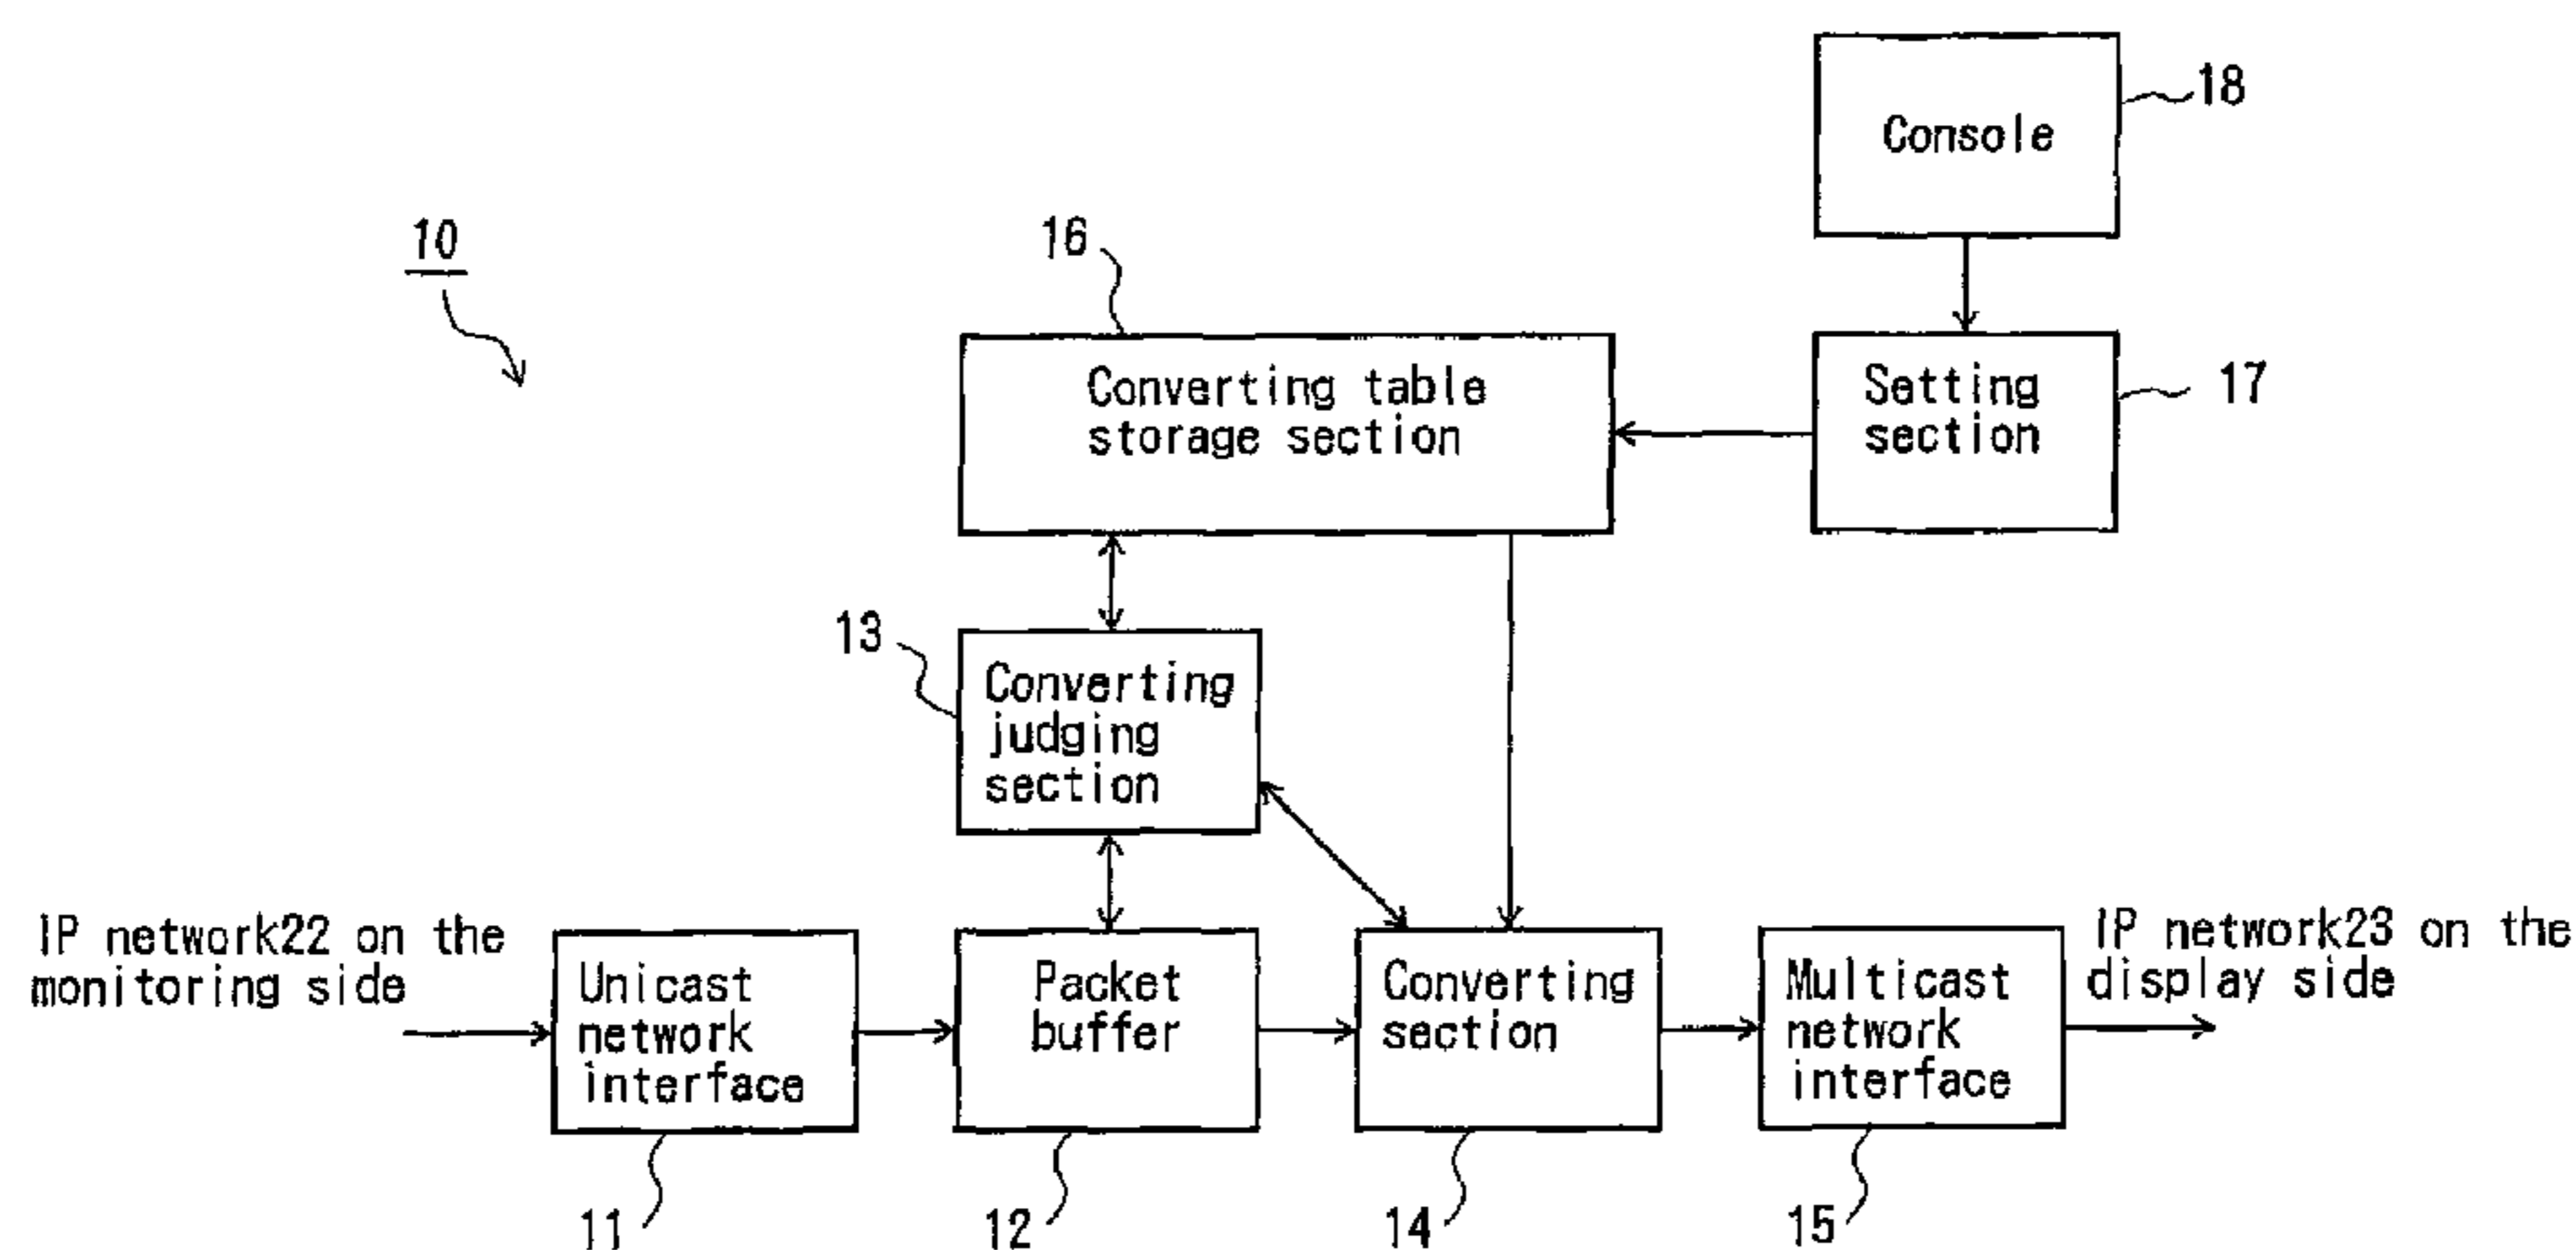 Console
18
10
16
Converting table
storage section
Setting
section
17
13
Converting
judging
section
IP network22 on the
monitoring side
Unicast
network
interface
Packet
buffer
Converting
section
Multicast
network
interface
IP network23 on the
display side
11
12
14
15